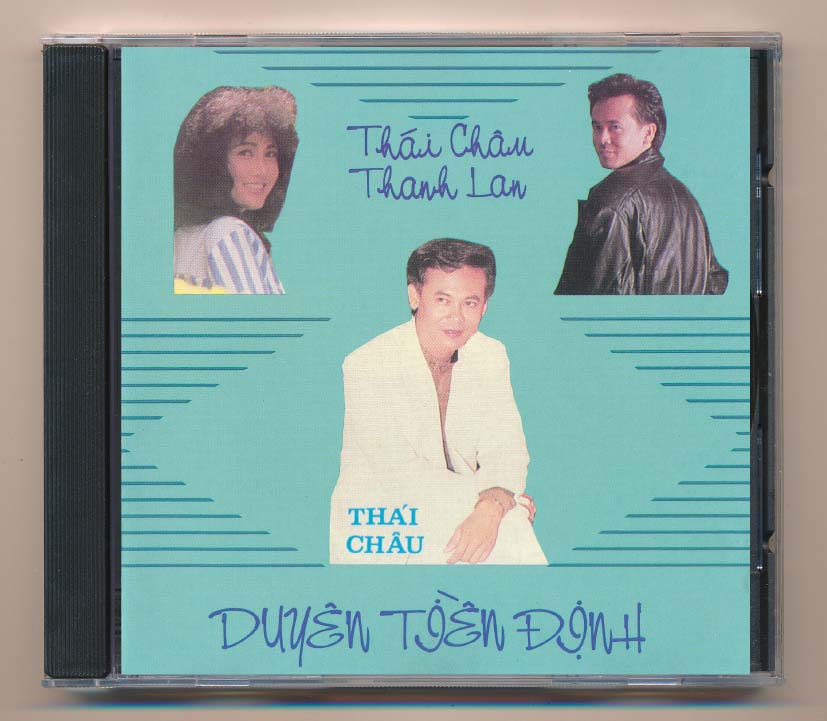 Thái Châu
Thanh Lan
THÁI
CHÂU
DUYÊN TIỀN ĐỊNH